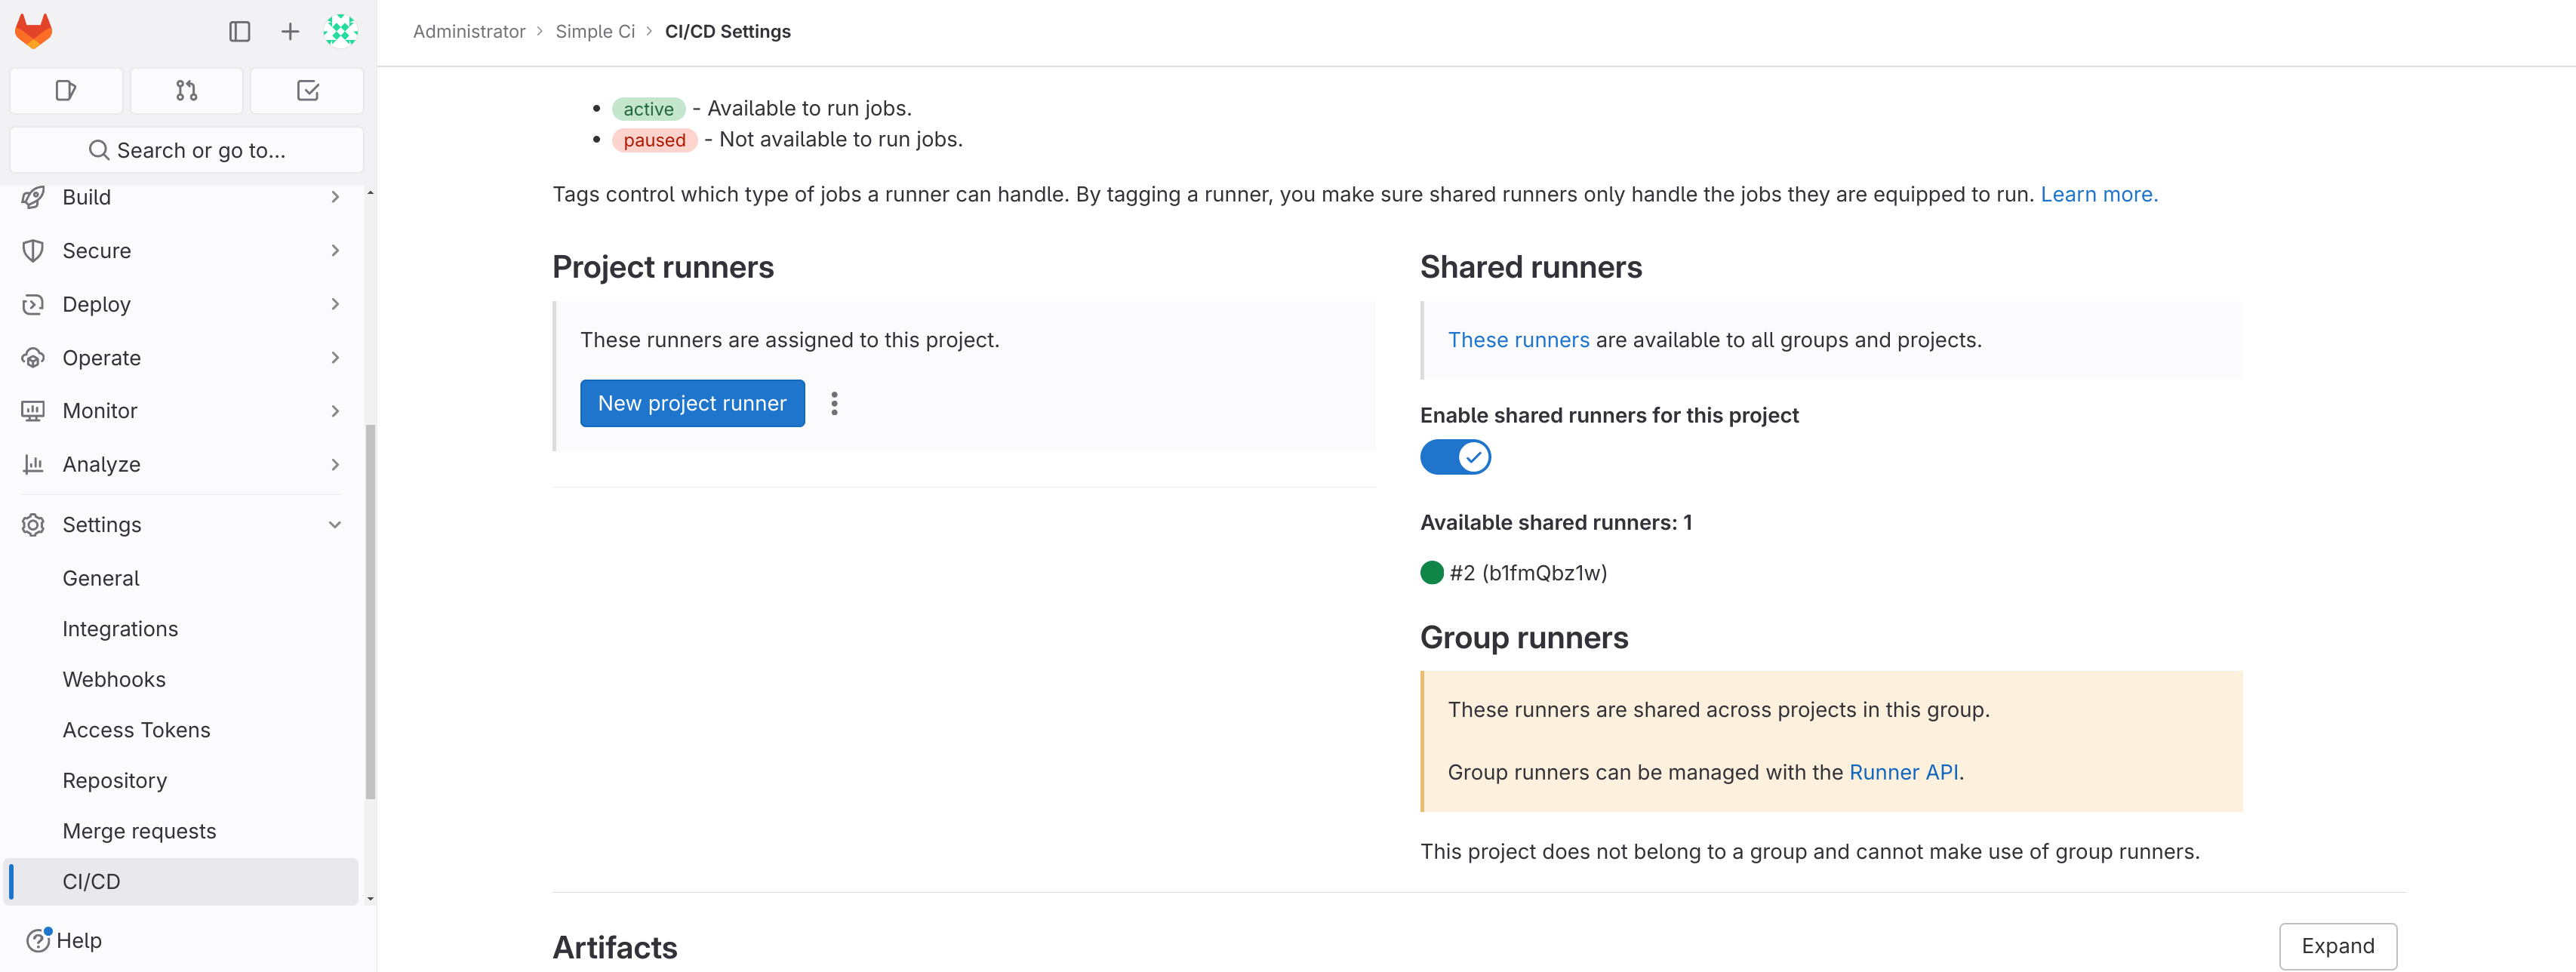 Administrator > Simple Ci > CI/CD Settings
Search or go to...
Build
Secure
Deploy
Operate
Monitor
Analyze
Settings
General
Integrations
Webhooks
Access Tokens
Repository
Merge requests
CI/CD
Help
active - Available to run jobs.
paused - Not available to run jobs.
Tags control which type of jobs a runner can handle. By tagging a runner, you make sure shared runners only handle the jobs they are equipped to run. Learn more.
Project runners
These runners are assigned to this project.
New project runner
Shared runners
These runners are available to all groups and projects.
Enable shared runners for this project
Available shared runners: 1
#2 (b1fmQbz1w)
Group runners
These runners are shared across projects in this group.
Group runners can be managed with the Runner API.
This project does not belong to a group and cannot make use of group runners.
Artifacts
Expand